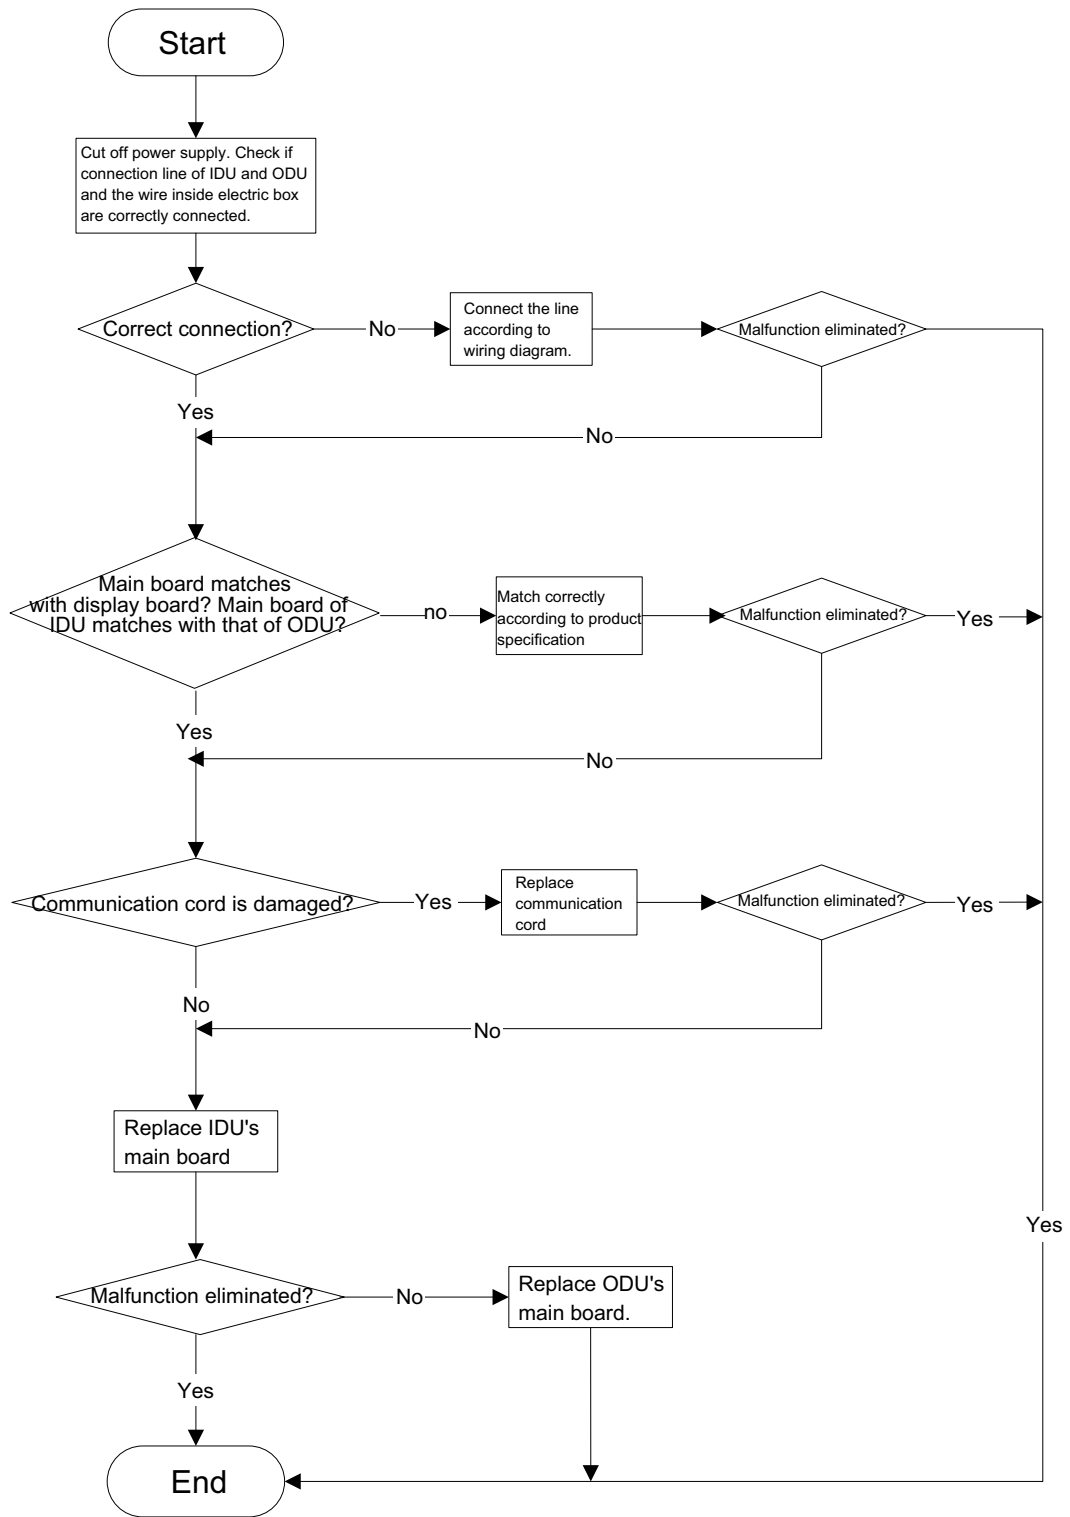 Start
Cut off power supply. Check if
connection line of IDU and ODU
and the wire inside electric box
are correctly connected.
Correct connection?
No
Connect the line
according to
wiring diagram.
Malfunction eliminated?
Yes
No
Main board matches
with display board? Main board of
IDU matches with that of ODU?
no
Match correctly
according to product
specification
Malfunction eliminated?
Yes
Yes
No
Communication cord is damaged?
Yes
Replace
communication
cord
Malfunction eliminated?
Yes
No
No
Replace IDU's
main board
Yes
Malfunction eliminated?
No
Replace ODU's
main board.
Yes
End